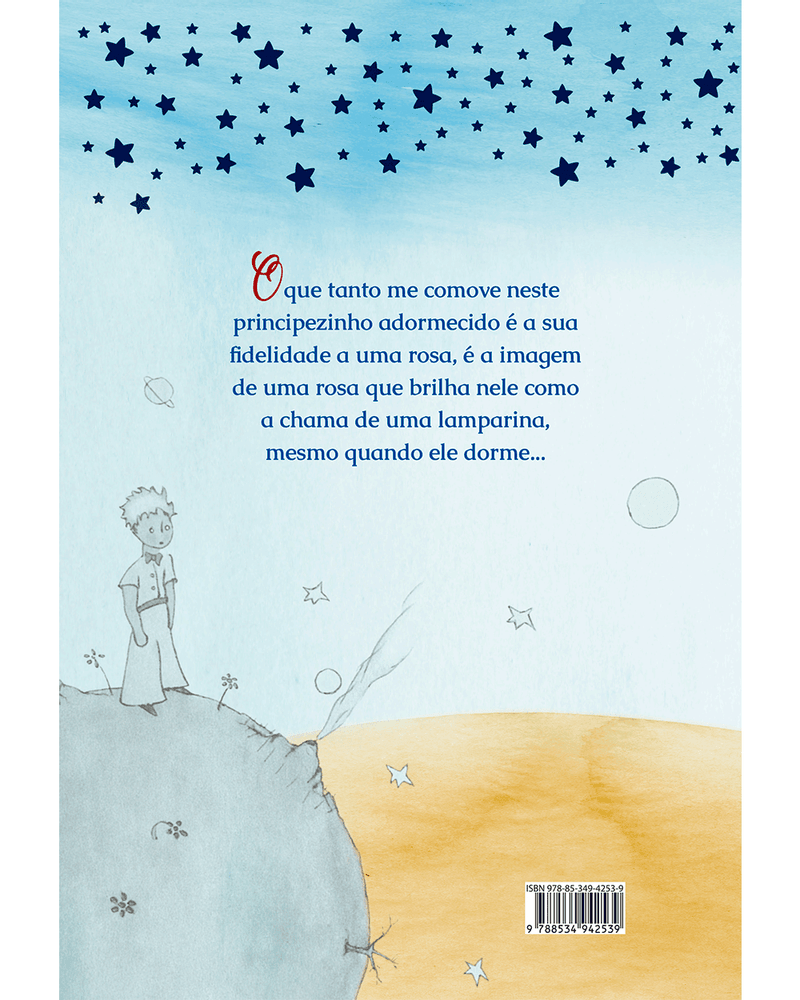 O que tanto me comove neste
principezinho adormecido é a sua
fidelidade a uma rosa, é a imagem
de uma rosa que brilha nele como
a chama de uma lamparina,
mesmo quando ele dorme...
ISBN 978-85-349-4253-9
9 788534 942539